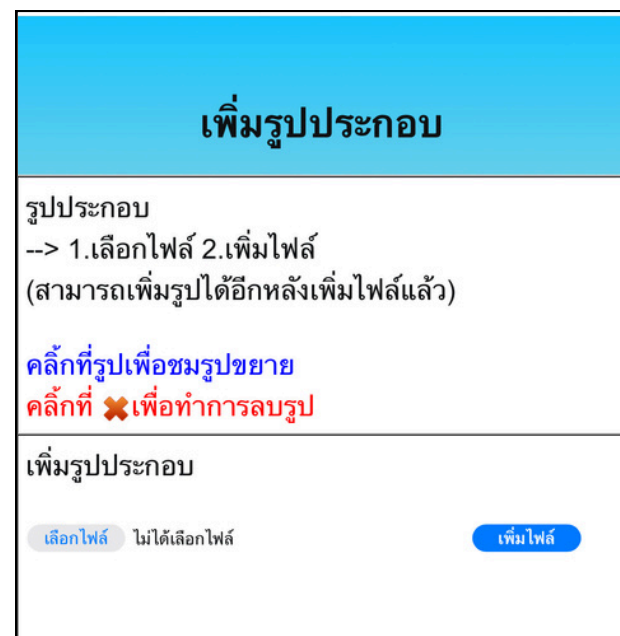 เพิ่มรูปประกอบ
รูปประกอบ
--> 1.เลือกไฟล์ 2.เพิ่มไฟล์
(สามารถเพิ่มรูปได้อีกหลังเพิ่มไฟล์แล้ว)
คลิ้กที่รูปเพื่อชมรูปขยาย
คลิ้กที่ ✖เพื่อทำการลบรูป
เพิ่มรูปประกอบ
เลือกไฟล์ ไม่ได้เลือกไฟล์ เพิ่มไฟล์